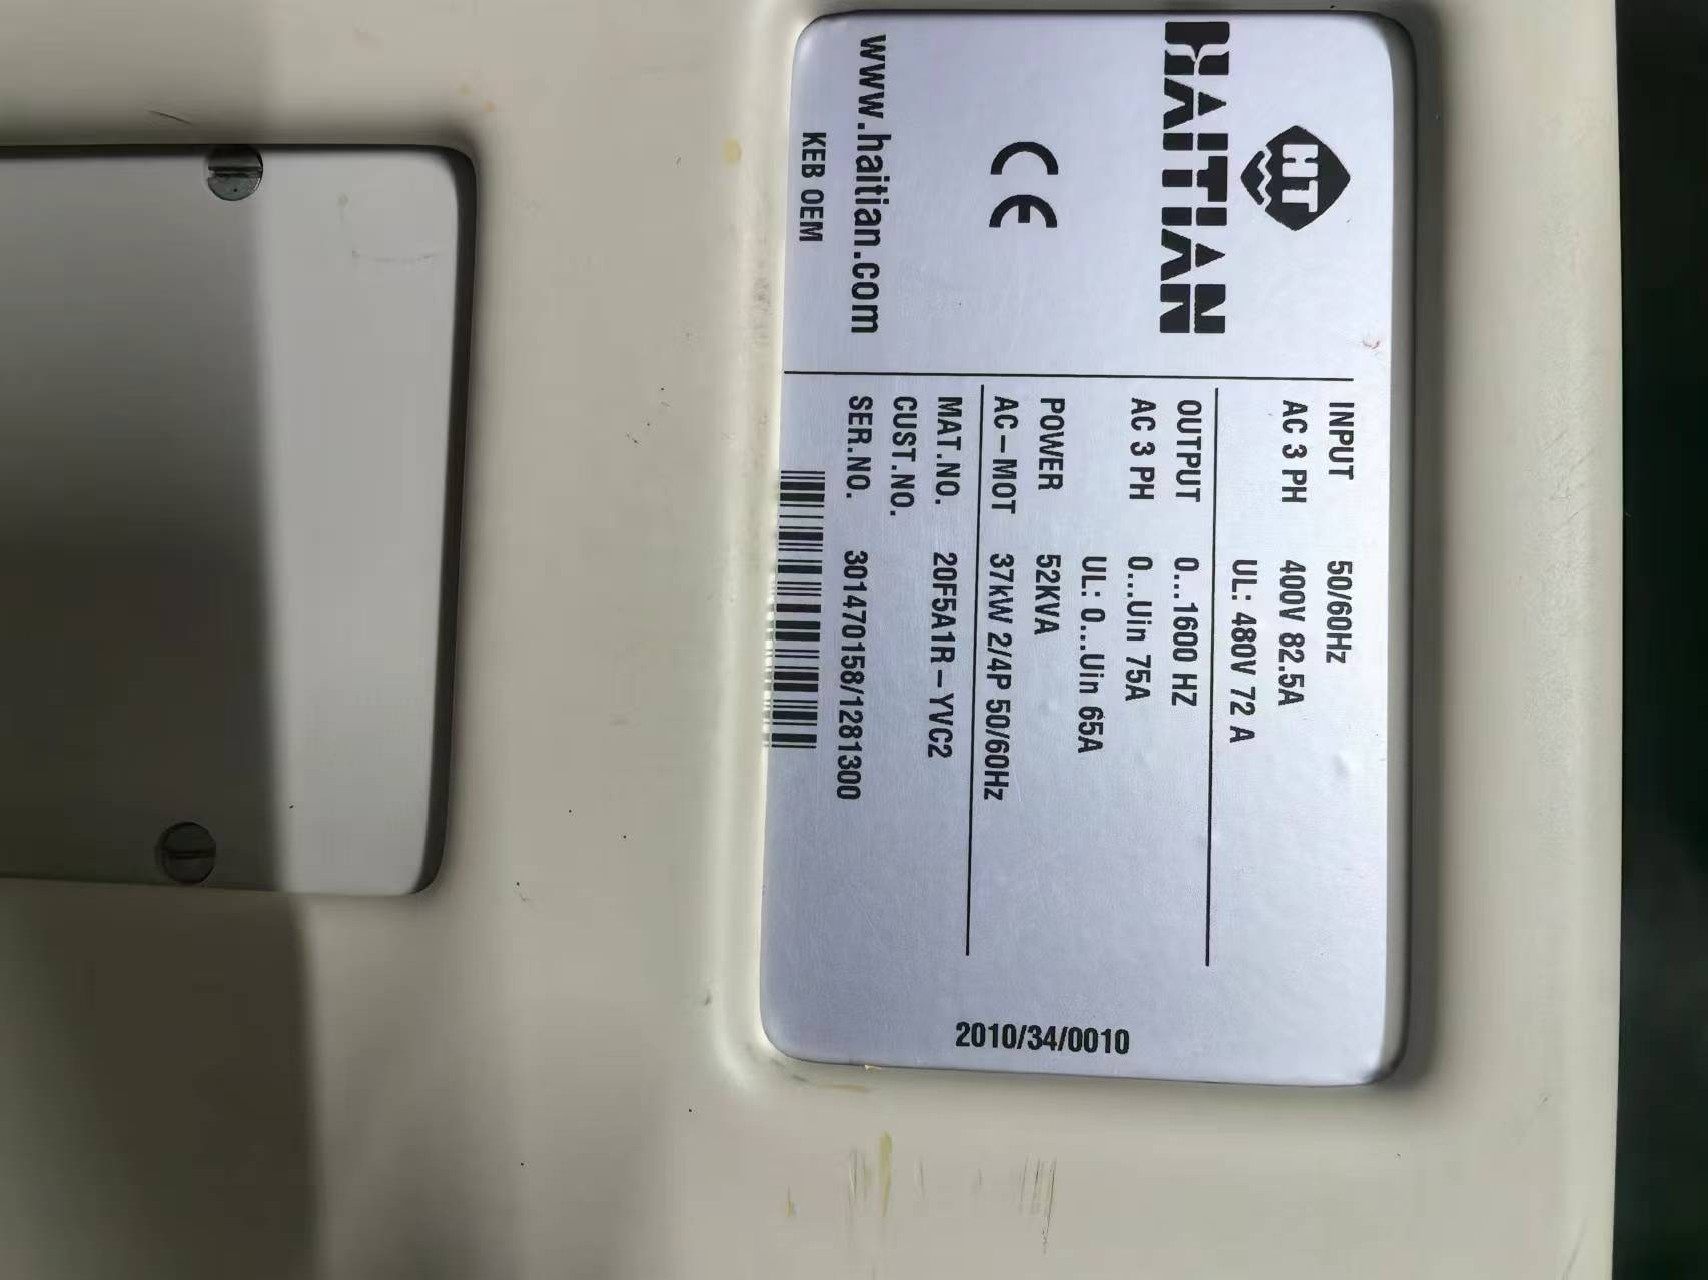 HT
HAITIAN
CE
www.haitian.com
KEB OEM
INPUT 50/60Hz
AC 3 PH 400V 82.5A
UL: 480V 72 A
OUTPUT 0...1600 HZ
AC 3 PH 0...Uin 75A
UL: 0...Uin 65A
POWER 52KVA
AC-MOT 37kW 2/4P 50/60Hz
MAT.NO. 20F5A1R-YVC2
CUST.NO.
SER.NO. 301470158/1281300
2010/34/0010